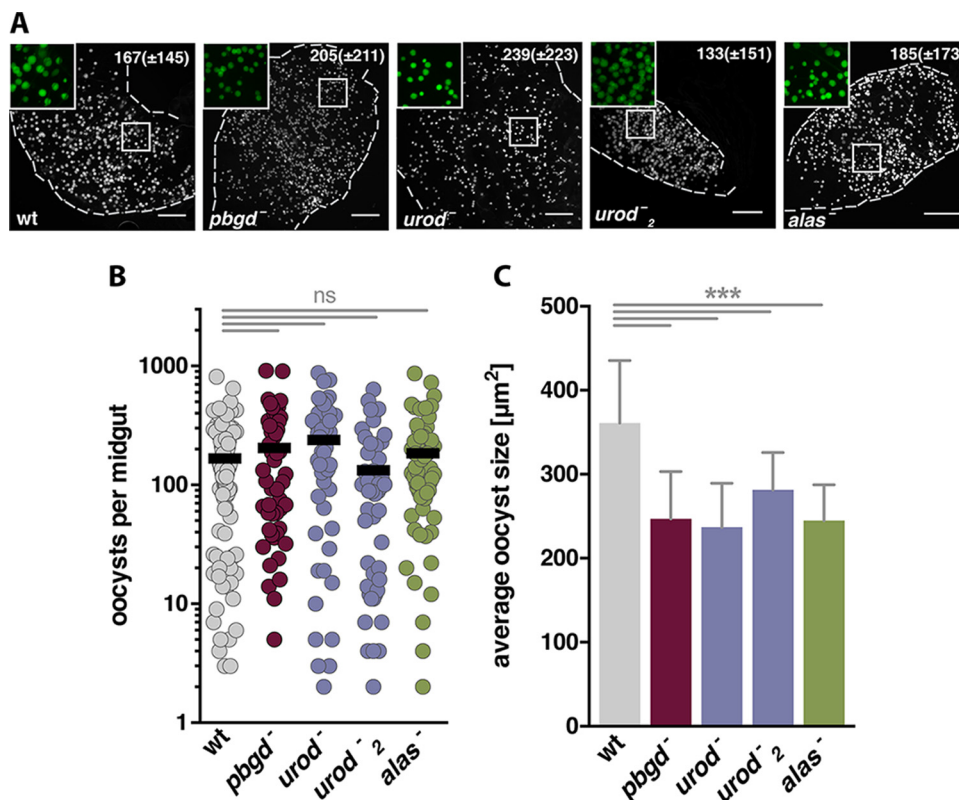 A
167(±145)
205(±211)
239(±223)
133(±151)
185(±173)
wt
pbgd⁻
urod⁻
urod⁻₂
alas⁻
B
ns
oocysts per midgut
1000
100
10
1
wt
pbgd⁻
urod⁻
urod⁻₂
alas⁻
C
***
average oocyst size [µm²]
500
400
300
200
100
0
wt
pbgd⁻
urod⁻
urod⁻₂
alas⁻